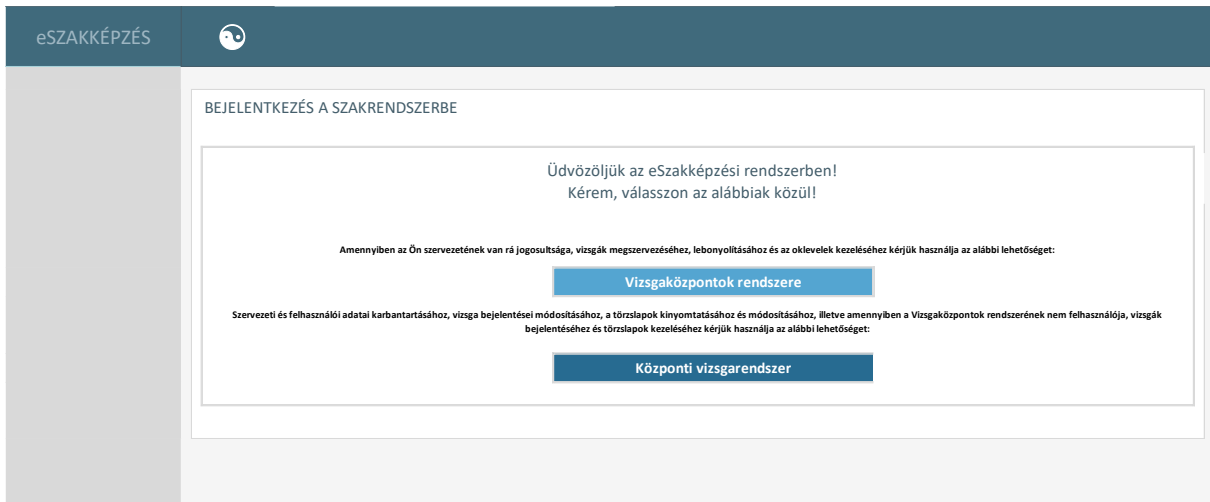 eSZAKKÉPZÉS
BEJELENTKEZÉS A SZAKRENDSZERBE
Üdvözöljük az eSzakképzési rendszerben!
Kérem, válasszon az alábbiak közül!
Amennyiben az Ön szervezetének van rá jogosultsága, vizsgák megszervezéséhez, lebonyolításához és az oklevelek kezeléséhez kérjük használja az alábbi lehetőséget:
Vizsgaközpontok rendszere
Szervezeti és felhasználói adatai karbantartásához, vizsga bejelentései módosításához, a törzslapok kinyomtatásához és módosításához, illetve amennyiben a Vizsgaközpontok rendszerének nem felhasználója, vizsgák
bejelentéséhez és törzslapok kezeléséhez kérjük használja az alábbi lehetőséget:
Központi vizsgarendszer